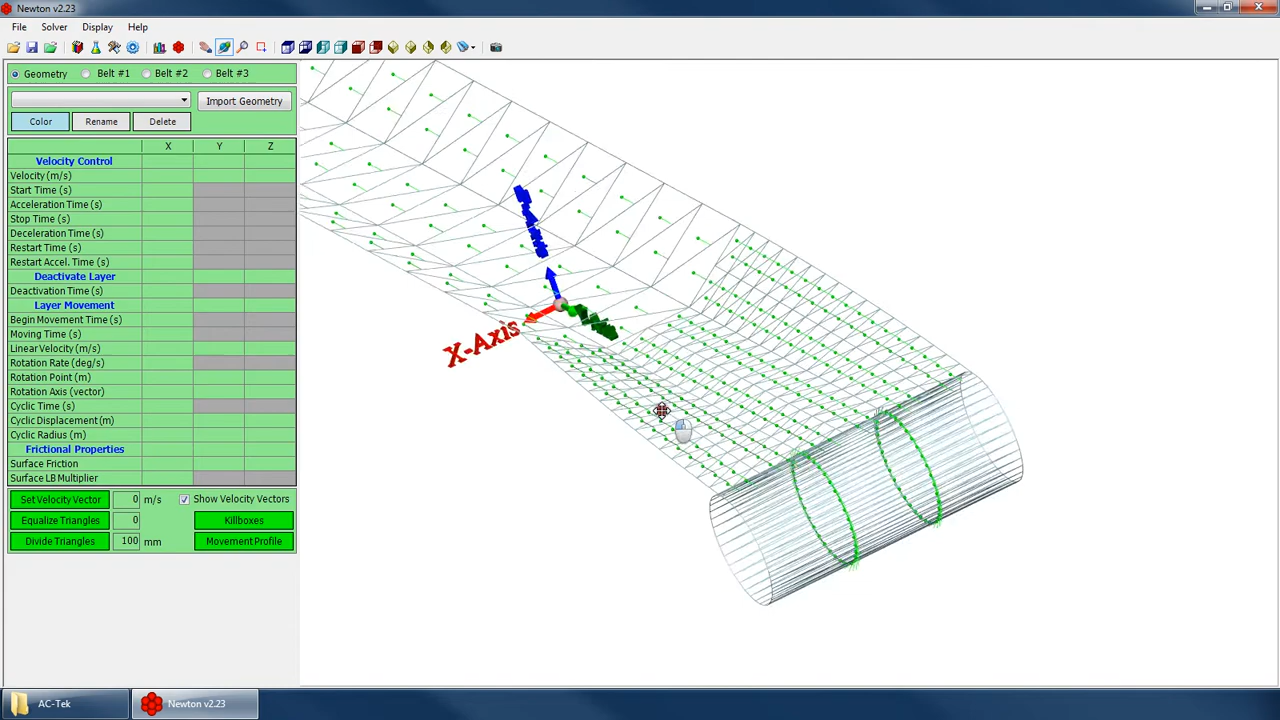 Newton v2.23
File Solver Display Help
Geometry Belt #1 Belt #2 Belt #3
Import Geometry
Color Rename Delete
X Y Z
Velocity Control
Velocity (m/s)
Start Time (s)
Acceleration Time (s)
Stop Time (s)
Deceleration Time (s)
Restart Time (s)
Restart Accel. Time (s)
Deactivate Layer
Deactivation Time (s)
Layer Movement
Begin Movement Time (s)
Moving Time (s)
Linear Velocity (m/s)
Rotation Rate (deg/s)
Rotation Point (m)
Rotation Axis (vector)
Cyclic Time (s)
Cyclic Displacement (m)
Cyclic Radius (m)
Frictional Properties
Surface Friction
Surface LB Multiplier
Set Velocity Vector 0 m/s Show Velocity Vectors
Equalize Triangles 0 Killboxes
Divide Triangles 100 mm Movement Profile
X-Axis
AC-Tek Newton v2.23